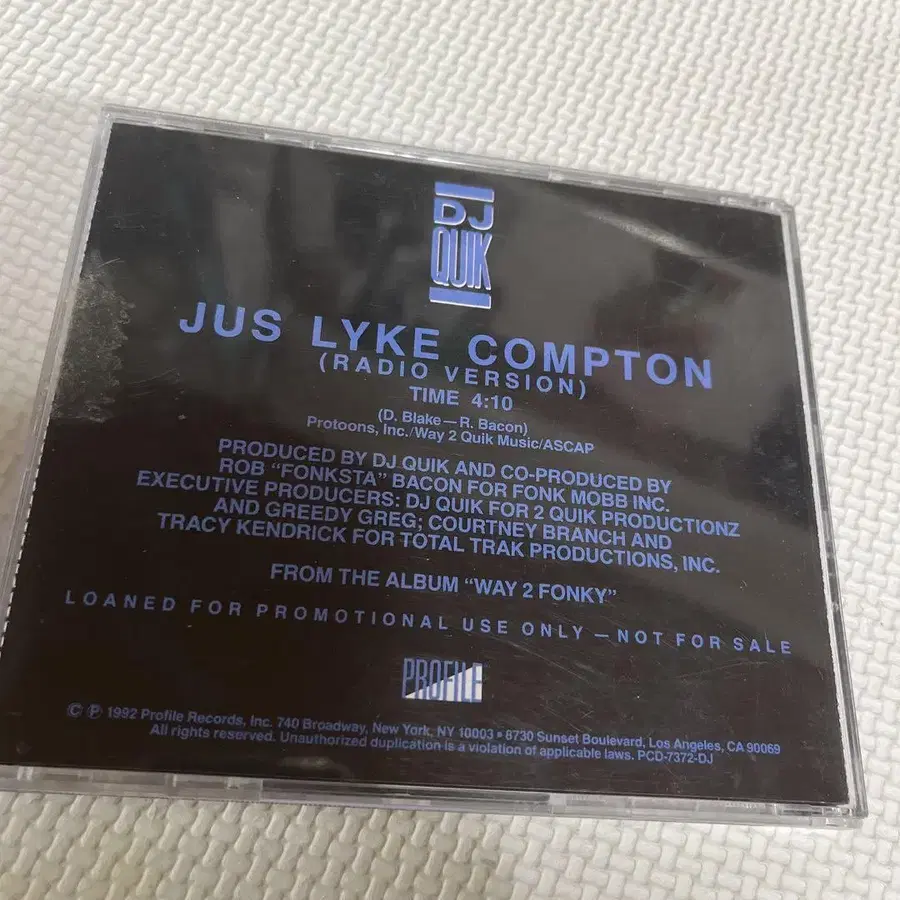 DJ
QUIK
JUS LYKE COMPTON
(RADIO VERSION)
TIME 4:10
(D. Blake—R. Bacon)
Protoons, Inc./Way 2 Quik Music/ASCAP
PRODUCED BY DJ QUIK AND CO-PRODUCED BY
ROB "FONKSTA" BACON FOR FONK MOBB INC.
EXECUTIVE PRODUCERS: DJ QUIK FOR 2 QUIK PRODUCTIONZ
AND GREEDY GREG; COURTNEY BRANCH AND
TRACY KENDRICK FOR TOTAL TRAK PRODUCTIONS, INC.
FROM THE ALBUM "WAY 2 FONKY"
LOANED FOR PROMOTIONAL USE ONLY — NOT FOR SALE
PROFILE
© ℗ 1992 Profile Records, Inc. 740 Broadway, New York, NY 10003 • 8730 Sunset Boulevard, Los Angeles, CA 90069
All rights reserved. Unauthorized duplication is a violation of applicable laws. PCD-7372-DJ